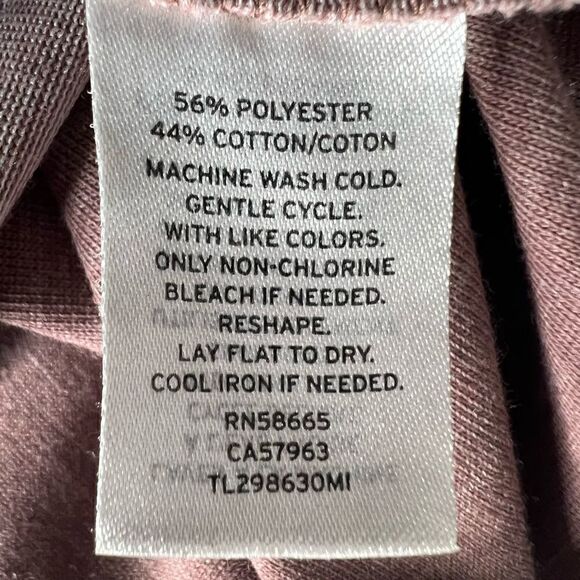 56% POLYESTER
44% COTTON/COTON
MACHINE WASH COLD.
GENTLE CYCLE.
WITH LIKE COLORS.
ONLY NON-CHLORINE
BLEACH IF NEEDED.
RESHAPE.
LAY FLAT TO DRY.
COOL IRON IF NEEDED.
RN58665
CA57963
TL298630MI